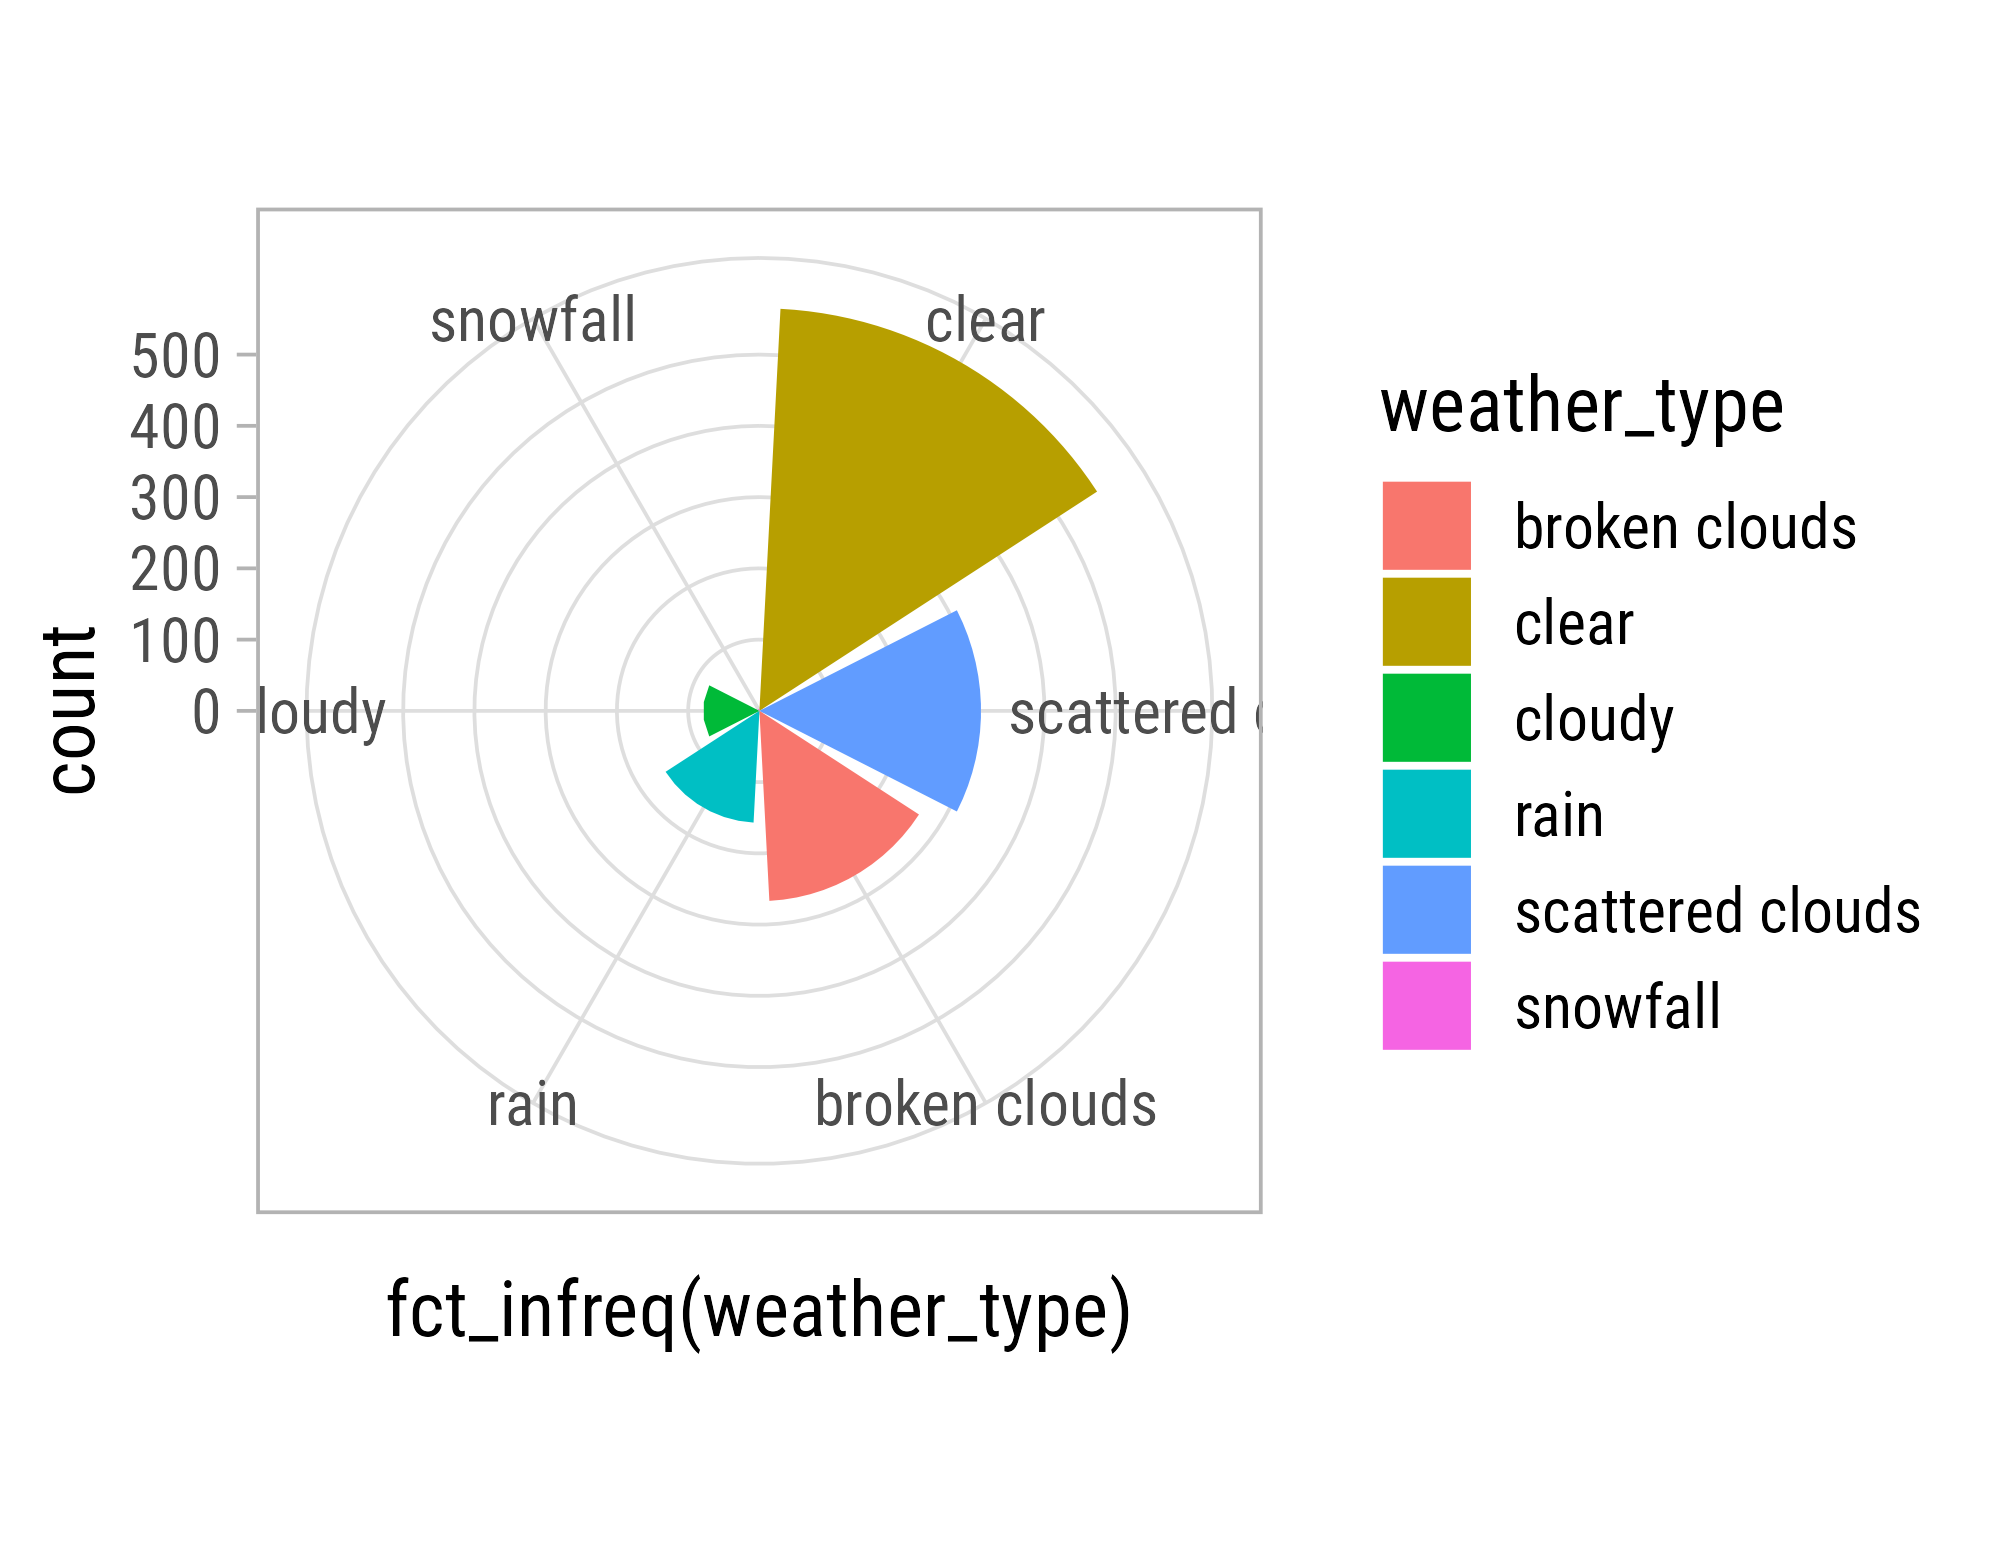 snowfall
clear
500
400
300
200
100
0
count
loudy
scattered
rain
broken clouds
fct_infreq(weather_type)
weather_type
broken clouds
clear
cloudy
rain
scattered clouds
snowfall